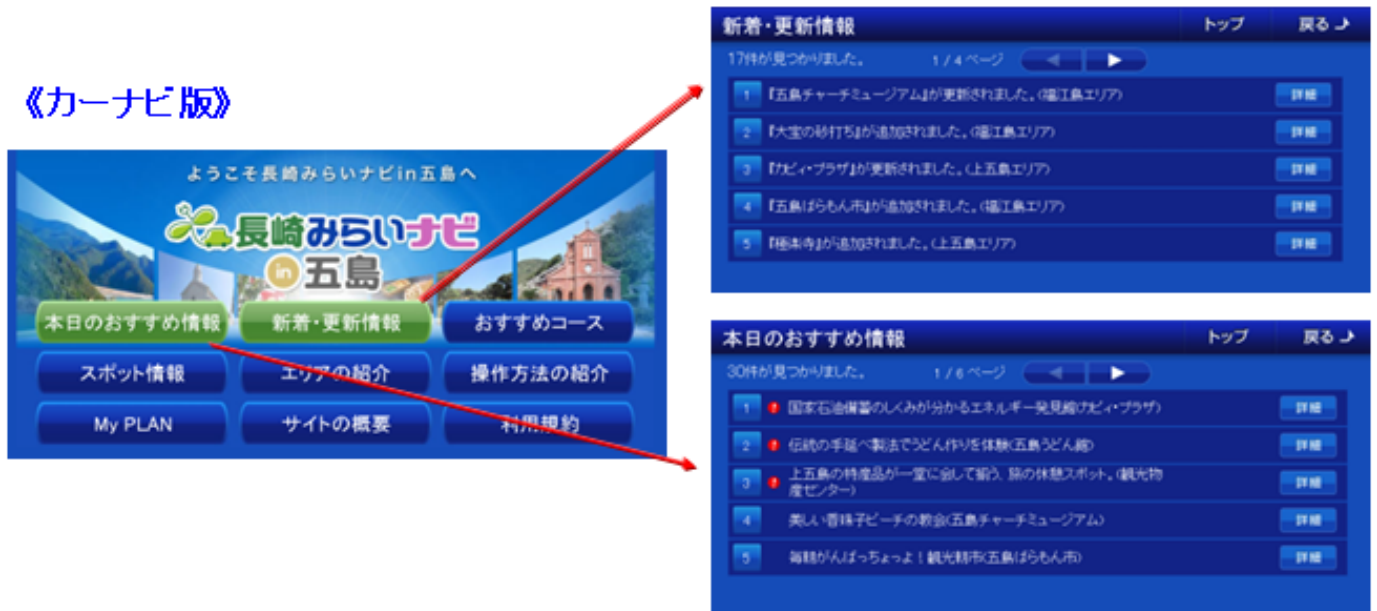 《カーナビ版》
ようこそ長崎みらいナビin五島へ
長崎みらいナビ
in 五島
本日のおすすめ情報 新着・更新情報 おすすめコース
スポット情報 エリアの紹介 操作方法の紹介
My PLAN サイトの概要 利用規約
新着・更新情報 トップ 戻る
17件が見つかりました。 1 / 4 ページ
1 『五島チャーチミュージアム』が更新されました。(福江島エリア) 詳細
2 『大宝の砂打ち』が追加されました。(福江島エリア) 詳細
3 『カピィ・プラザ』が更新されました。(上五島エリア) 詳細
4 『五島ばらもん市』が追加されました。(福江島エリア) 詳細
5 『極楽寺』が追加されました。(上五島エリア) 詳細
本日のおすすめ情報 トップ 戻る
30件が見つかりました。 1 / 6 ページ
1 国家石油備蓄のしくみが分かるエネルギー発見館(カピィ・プラザ) 詳細
2 伝統の手延べ製法でうどん作りを体験(五島うどん館) 詳細
3 上五島の特産品が一堂に会して揃う、旅の休憩スポット。(観光物
産センター) 詳細
4 美しい香珠子ビーチの教会(五島チャーチミュージアム) 詳細
5 毎朝がんばっちょっよ!観光朝市(五島ばらもん市) 詳細